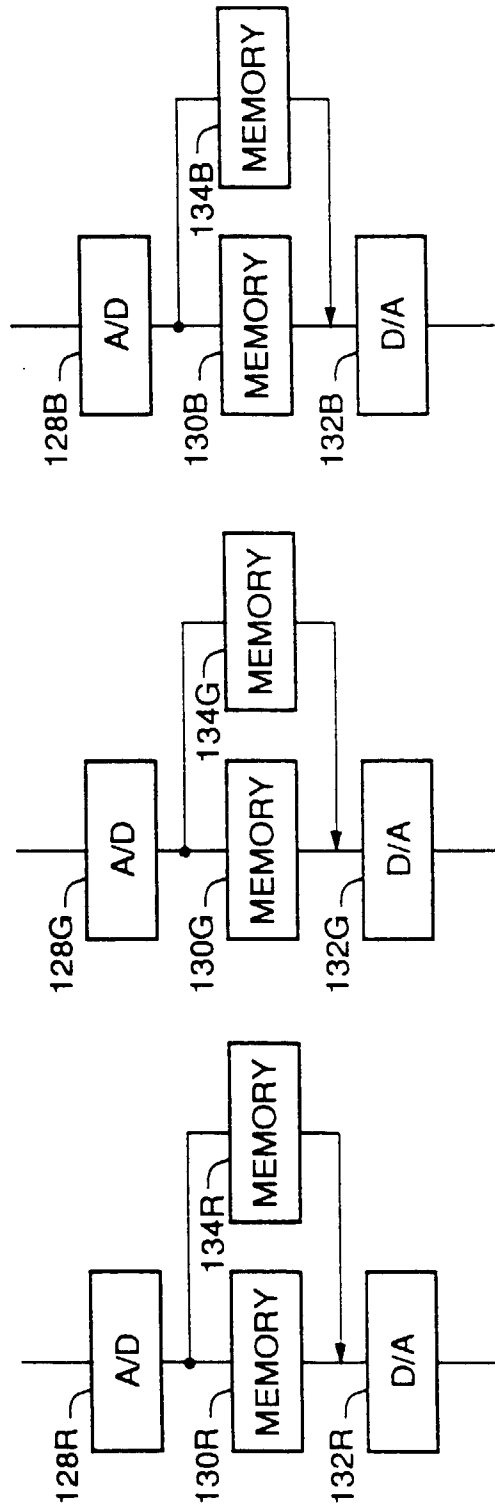 128R
A/D
130R
MEMORY
134R
MEMORY
132R
D/A
128G
A/D
130G
MEMORY
134G
MEMORY
132G
D/A
128B
A/D
130B
MEMORY
134B
MEMORY
132B
D/A